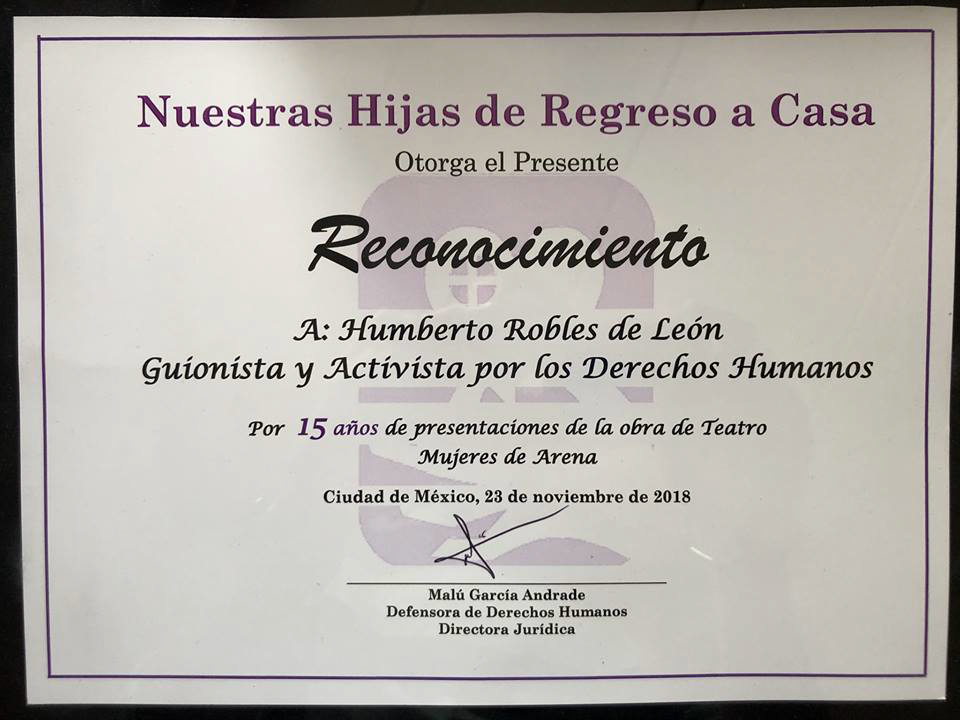 Nuestras Hijas de Regreso a Casa
Otorga el Presente
Reconocimiento
A: Humberto Robles de León
Guionista y Activista por los Derechos Humanos
Por 15 años de presentaciones de la obra de Teatro
Mujeres de Arena
Ciudad de México, 23 de noviembre de 2018
Malú García Andrade
Defensora de Derechos Humanos
Directora Jurídica